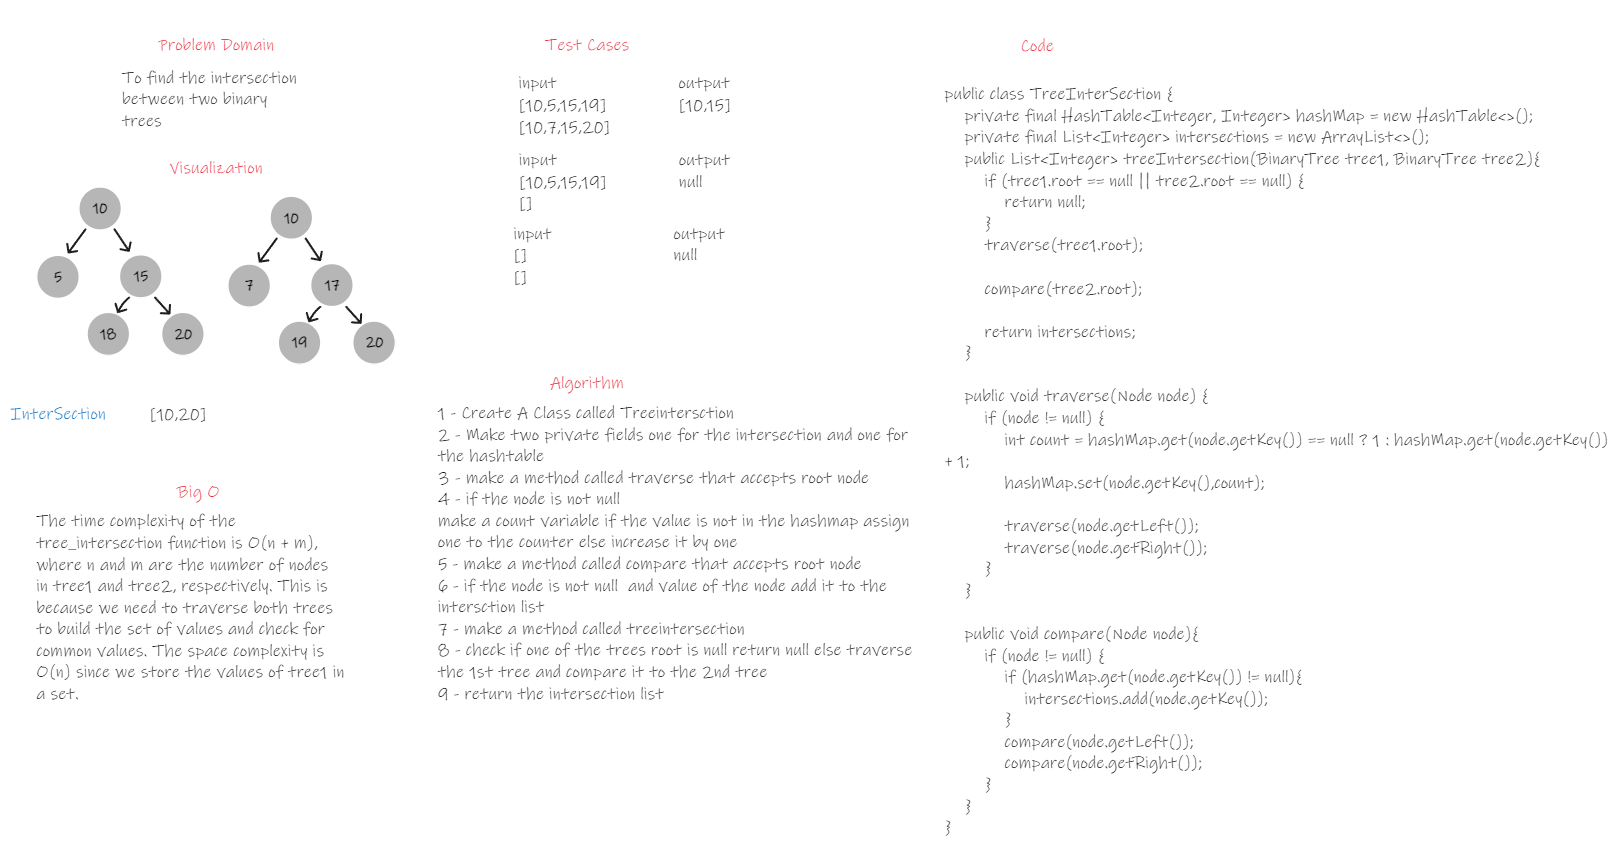 Problem Domain
To find the intersection
between two binary
trees
Visualization
10
5
15
18
20
10
7
17
19
20
InterSection [10,20]
Big O
The time complexity of the
tree_intersection function is O(n + m),
where n and m are the number of nodes
in tree1 and tree2, respectively. This is
because we need to traverse both trees
to build the set of values and check for
common values. The space complexity is
O(n) since we store the values of tree1 in
a set.
Test Cases
input output
[10,5,15,19] [10,15]
[10,7,15,20]
input output
[10,5,15,19] null
[]
input output
[] null
[]
Algorithm
1 - Create A Class called Treeintersction
2 - Make two private fields one for the intersection and one for
the hashtable
3 - make a method called traverse that accepts root node
4 - if the node is not null
make a count variable if the value is not in the hashmap assign
one to the counter else increase it by one
5 - make a method called compare that accepts root node
6 - if the node is not null and value of the node add it to the
intersction list
7 - make a method called treeintersection
8 - check if one of the trees root is null return null else traverse
the 1st tree and compare it to the 2nd tree
9 - return the intersection list
Code
public class TreeInterSection {
private final HashTable<Integer, Integer> hashMap = new HashTable<>();
private final List<Integer> intersections = new ArrayList<>();
public List<Integer> treeIntersection(BinaryTree tree1, BinaryTree tree2){
if (tree1.root == null || tree2.root == null) {
return null;
}
traverse(tree1.root);
compare(tree2.root);
return intersections;
}
public void traverse(Node node) {
if (node != null) {
int count = hashMap.get(node.getKey()) == null ? 1 : hashMap.get(node.getKey())
+ 1;
hashMap.set(node.getKey(),count);
traverse(node.getLeft());
traverse(node.getRight());
}
}
public void compare(Node node){
if (node != null) {
if (hashMap.get(node.getKey()) != null){
intersections.add(node.getKey());
}
compare(node.getLeft());
compare(node.getRight());
}
}
}